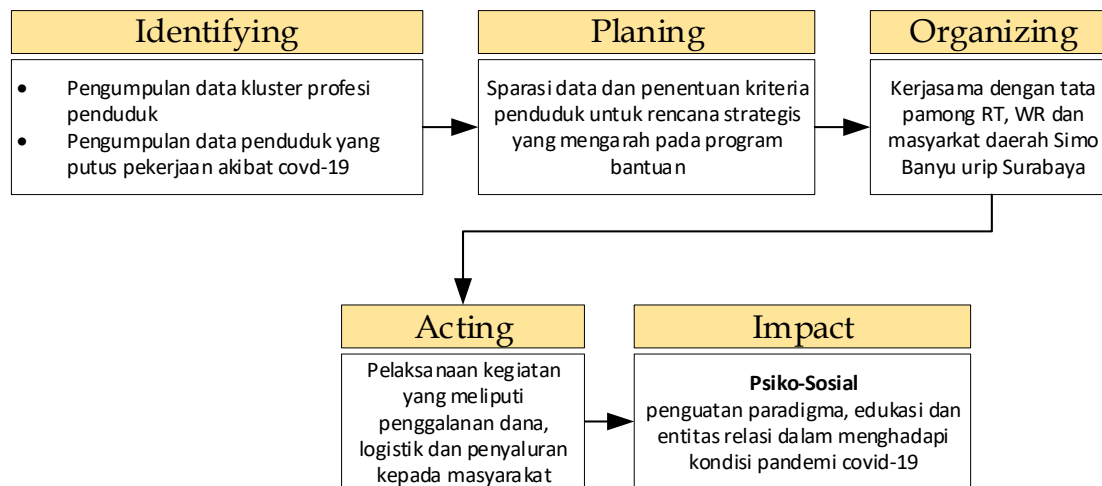 Identifying
• Pengumpulan data kluster profesi
penduduk
• Pengumpulan data penduduk yang
putus pekerjaan akibat covd-19
Planing
Sparasi data dan penentuan kriteria
penduduk untuk rencana strategis
yang mengarah pada program
bantuan
Organizing
Kerjasama dengan tata
pamong RT, WR dan
masyarkat daerah Simo
Banyu urip Surabaya
Acting
Pelaksanaan kegiatan
yang meliputi
penggalanan dana,
logistik dan penyaluran
kepada masyarakat
Impact
Psiko-Sosial
penguatan paradigma, edukasi dan
entitas relasi dalam menghadapi
kondisi pandemi covid-19